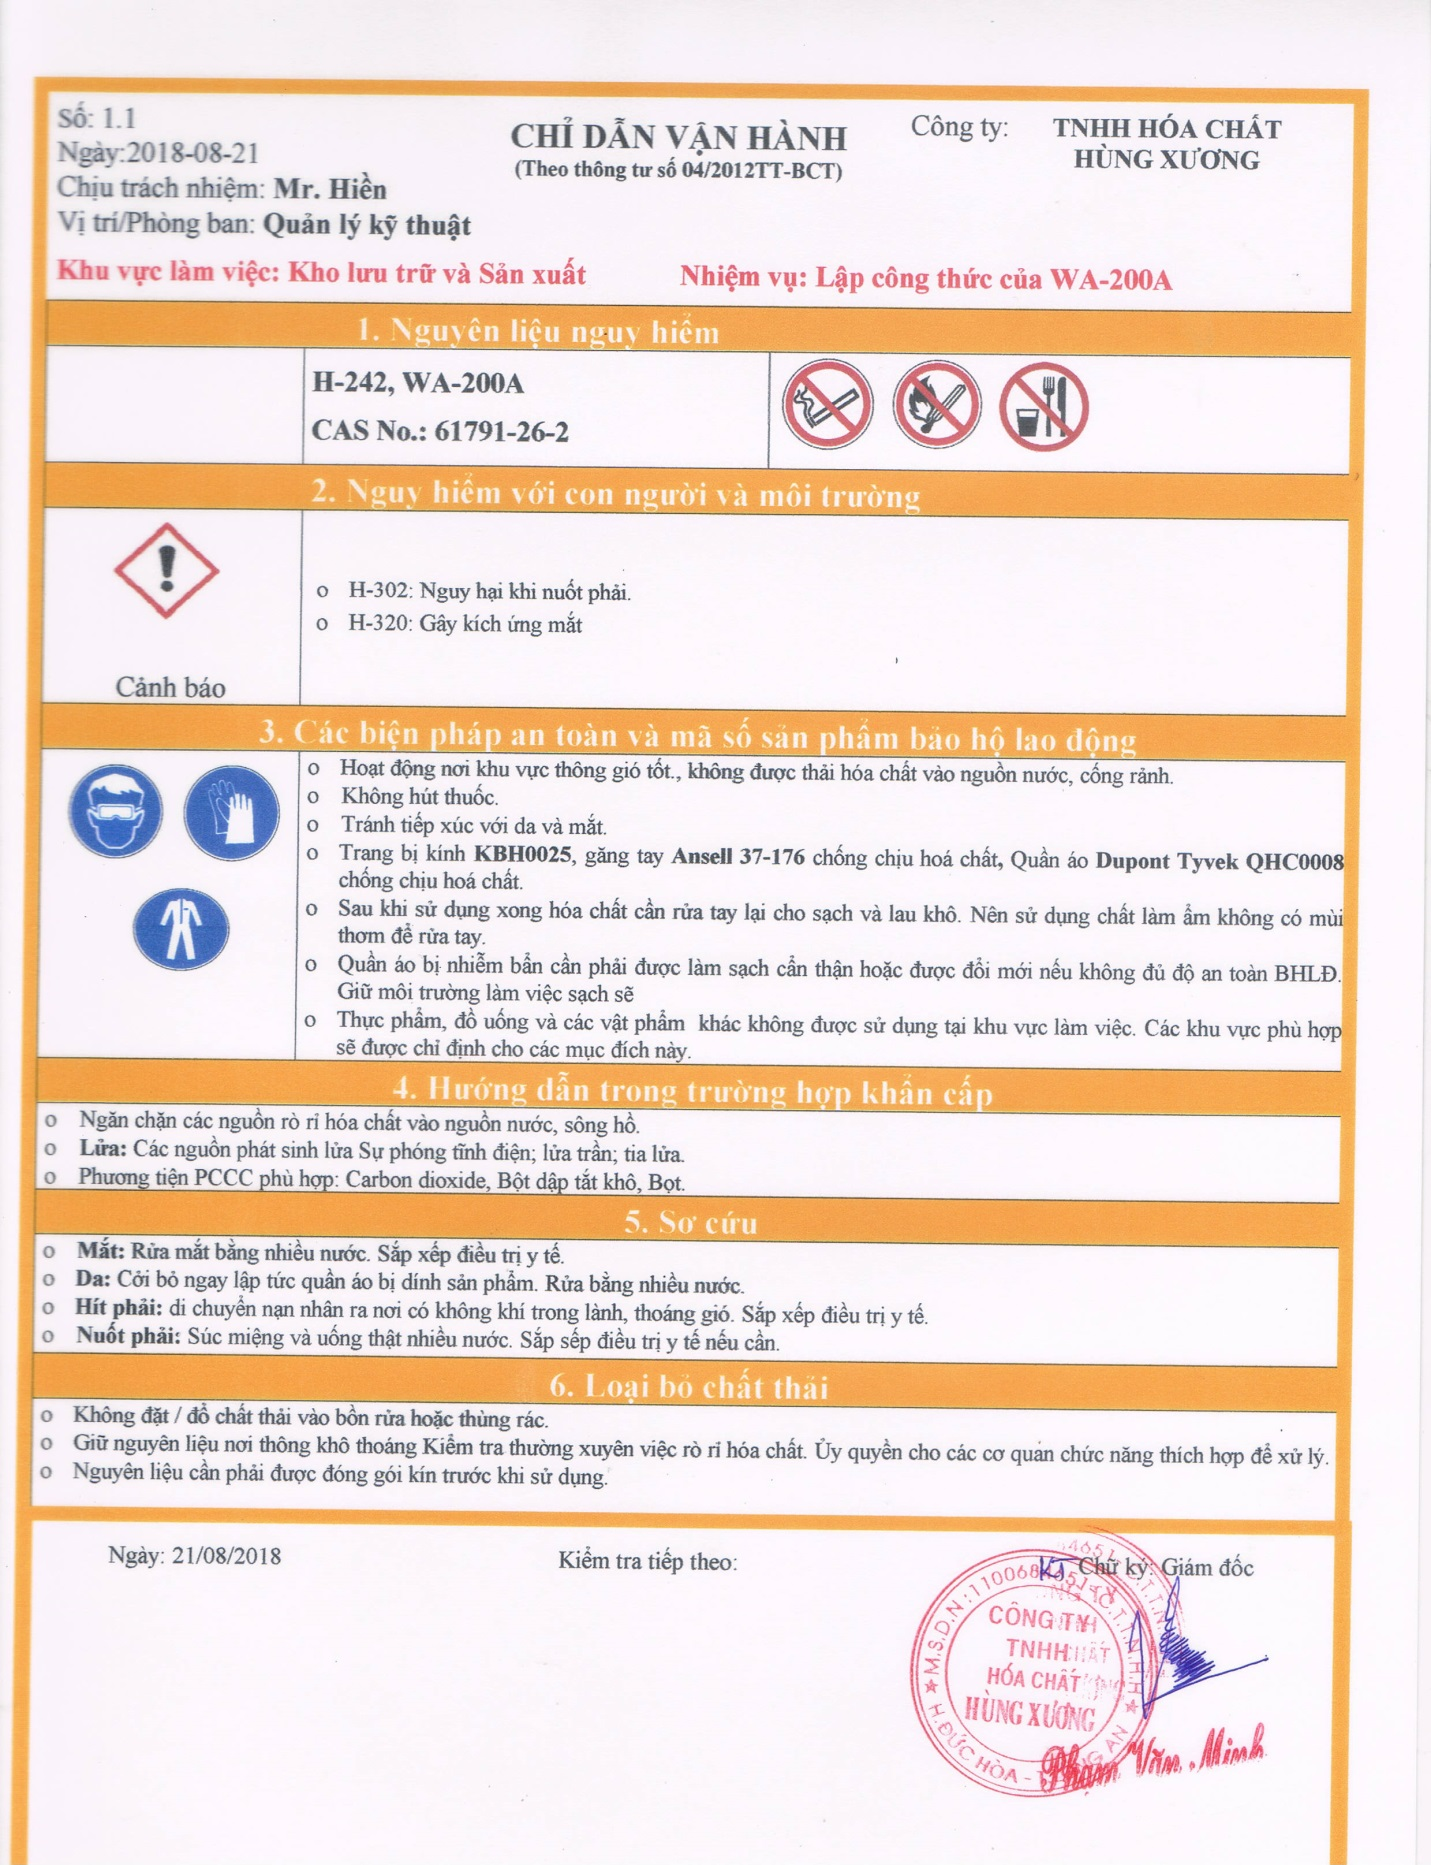 Số: 1.1
Ngày:2018-08-21
Chịu trách nhiệm: Mr. Hiền
Vị trí/Phòng ban: Quản lý kỹ thuật
CHỈ DẪN VẬN HÀNH
(Theo thông tư số 04/2012TT-BCT)
Công ty: TNHH HÓA CHẤT
HÙNG XƯƠNG
Khu vực làm việc: Kho lưu trữ và Sản xuất
Nhiệm vụ: Lập công thức của WA-200A
1. Nguyên liệu nguy hiểm
H-242, WA-200A
CAS No.: 61791-26-2
2. Nguy hiểm với con người và môi trường
o H-302: Nguy hại khi nuốt phải.
o H-320: Gây kích ứng mắt
Cảnh báo
3. Các biện pháp an toàn và mã số sản phẩm bảo hộ lao động
o Hoạt động nơi khu vực thông gió tốt., không được thải hóa chất vào nguồn nước, cống rảnh.
o Không hút thuốc.
o Tránh tiếp xúc với da và mắt.
o Trang bị kính KBH0025, găng tay Ansell 37-176 chống chịu hoá chất, Quần áo Dupont Tyvek QHC0008
chống chịu hoá chất.
o Sau khi sử dụng xong hóa chất cần rửa tay lại cho sạch và lau khô. Nên sử dụng chất làm ẩm không có mùi
thơm để rửa tay.
o Quần áo bị nhiễm bẩn cần phải được làm sạch cẩn thận hoặc được đổi mới nếu không đủ độ an toàn BHLĐ.
Giữ môi trường làm việc sạch sẽ
o Thực phẩm, đồ uống và các vật phẩm khác không được sử dụng tại khu vực làm việc. Các khu vực phù hợp
sẽ được chỉ định cho các mục đích này.
4. Hướng dẫn trong trường hợp khẩn cấp
o Ngăn chặn các nguồn rò rỉ hóa chất vào nguồn nước, sông hồ.
o Lửa: Các nguồn phát sinh lửa Sự phóng tĩnh điện; lửa trần; tia lửa.
o Phương tiện PCCC phù hợp: Carbon dioxide, Bột dập tắt khô, Bọt.
5. Sơ cứu
o Mắt: Rửa mắt bằng nhiều nước. Sắp xếp điều trị y tế.
o Da: Cởi bỏ ngay lập tức quần áo bị dính sản phẩm. Rửa bằng nhiều nước.
o Hít phải: di chuyển nạn nhân ra nơi có không khí trong lành, thoáng gió. Sắp xếp điều trị y tế.
o Nuốt phải: Súc miệng và uống thật nhiều nước. Sắp sếp điều trị y tế nếu cần.
6. Loại bỏ chất thải
o Không đặt / đổ chất thải vào bồn rửa hoặc thùng rác.
o Giữ nguyên liệu nơi thông khô thoáng Kiểm tra thường xuyên việc rò rỉ hóa chất. Ủy quyền cho các cơ quan chức năng thích hợp để xử lý.
o Nguyên liệu cần phải được đóng gói kín trước khi sử dụng.
Ngày: 21/08/2018
Kiểm tra tiếp theo:
Chữ ký: Giám đốc
CÔNG TY
TNHH
HÓA CHẤT
HÙNG XƯƠNG
M.S.D.N:
C.T.T.N.H.H
H.ĐỨC HÒA -
Phạm Văn Minh